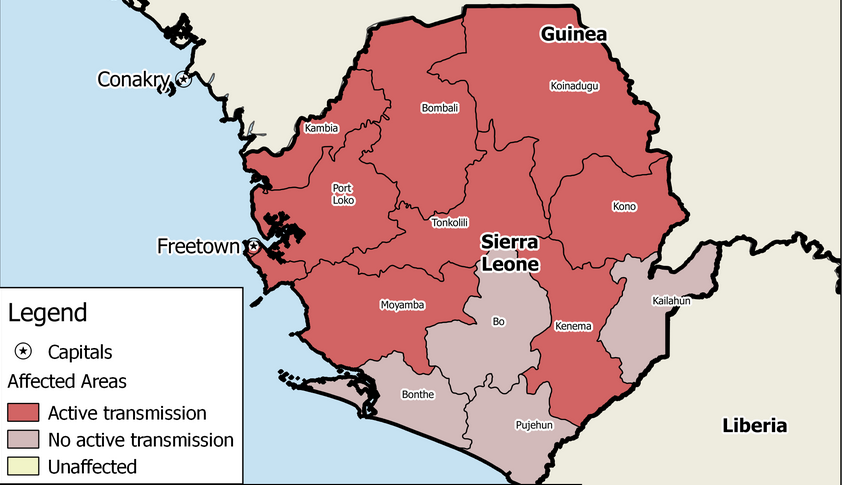 Guinea
Conakry
Koinadugu
Bombali
Kambia
Port
Loko
Kono
Tonkolili
Freetown
Sierra
Leone
Kailahun
Moyamba
Bo
Kenema
Bonthe
Pujehun
Liberia
Legend
Capitals
Affected Areas
Active transmission
No active transmission
Unaffected